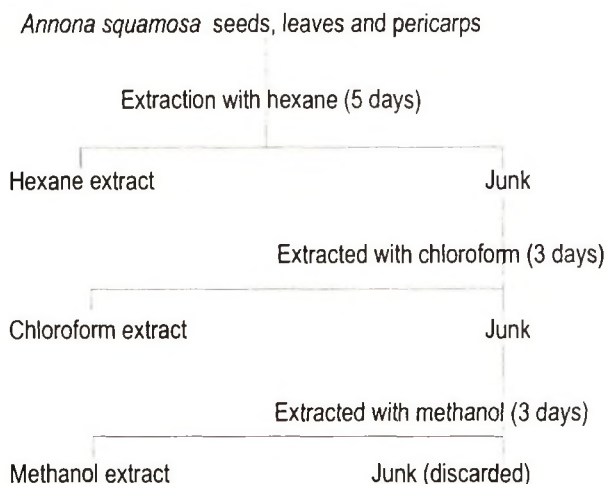 Annona squamosa seeds, leaves and pericarps
Extraction with hexane (5 days)
Hexane extract Junk
Extracted with chloroform (3 days)
Chloroform extract Junk
Extracted with methanol (3 days)
Methanol extract Junk (discarded)